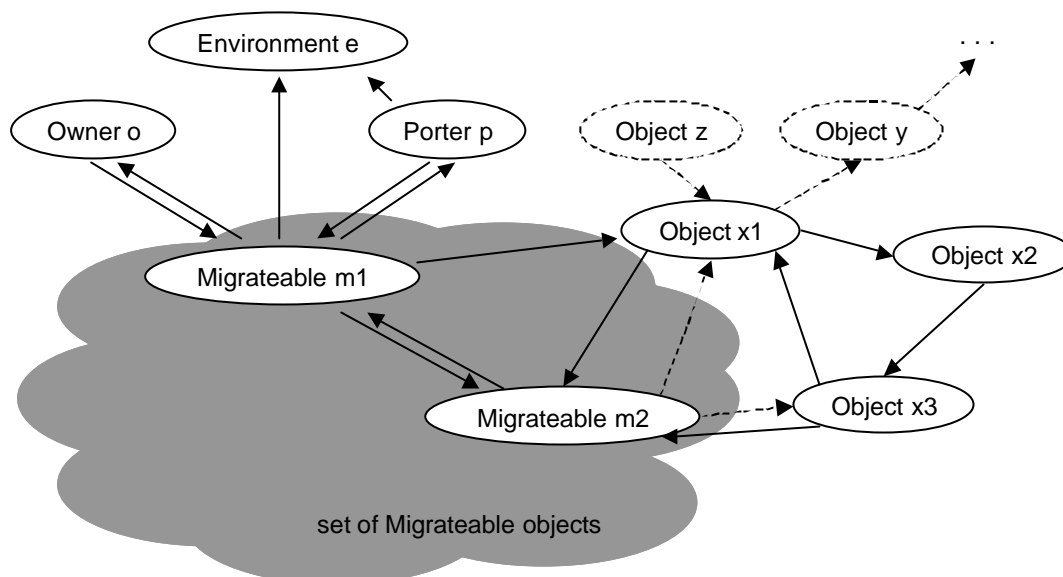 Environment e
. . .
Owner o
Porter p
Object z
Object y
Object x1
Object x2
Migrateable m1
Object x3
Migrateable m2
set of Migrateable objects